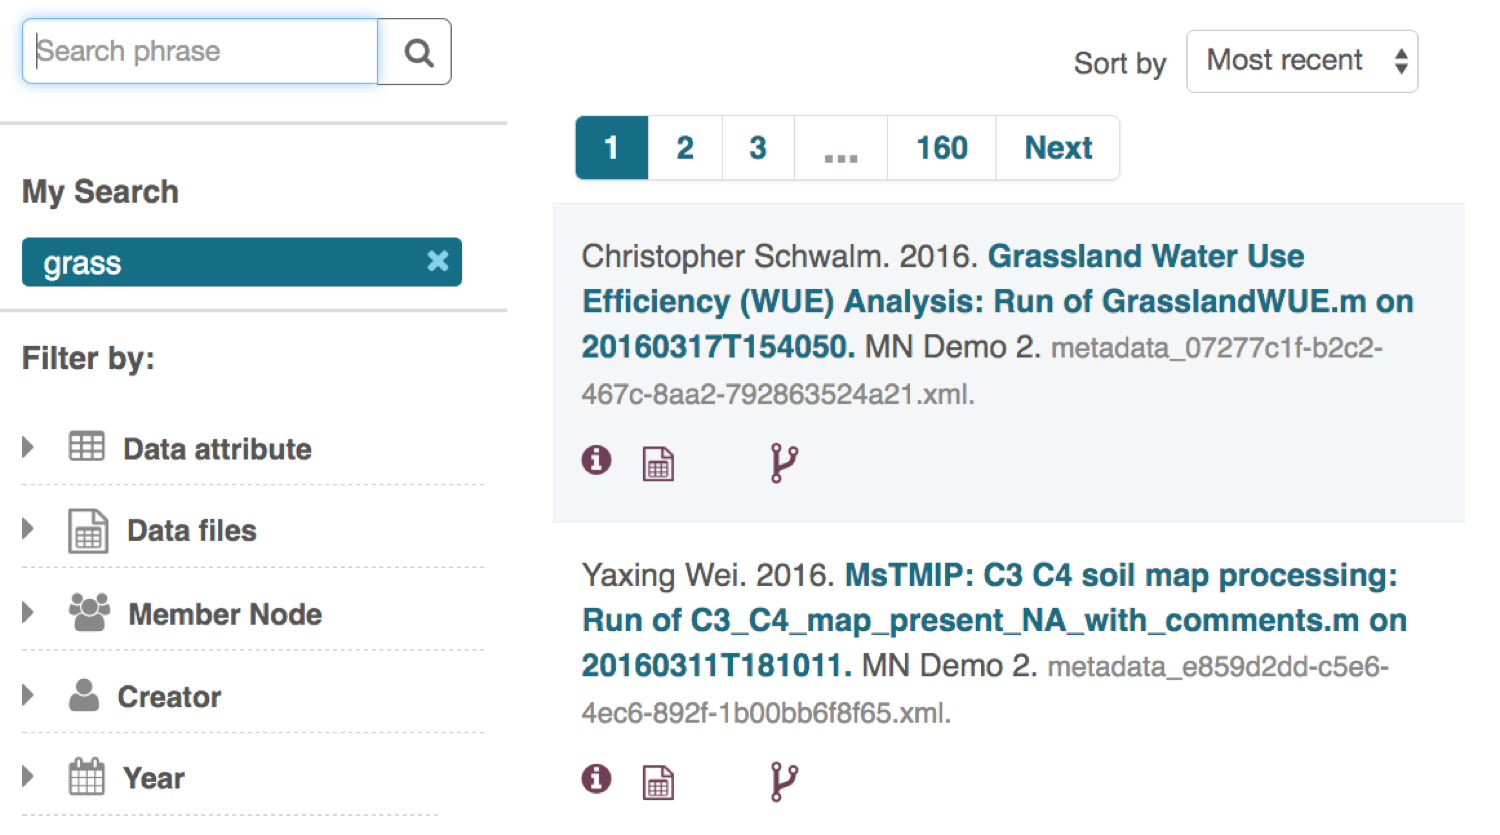 Search phrase
My Search
grass
Filter by:
Data attribute
Data files
Member Node
Creator
Year
Sort by
Most recent
1 2 3 ... 160 Next
Christopher Schwalm. 2016. Grassland Water Use
Efficiency (WUE) Analysis: Run of GrasslandWUE.m on
20160317T154050. MN Demo 2. metadata_07277c1f-b2c2-
467c-8aa2-792863524a21.xml.
Yaxing Wei. 2016. MsTMIP: C3 C4 soil map processing:
Run of C3_C4_map_present_NA_with_comments.m on
20160311T181011. MN Demo 2. metadata_e859d2dd-c5e6-
4ec6-892f-1b00bb6f8f65.xml.